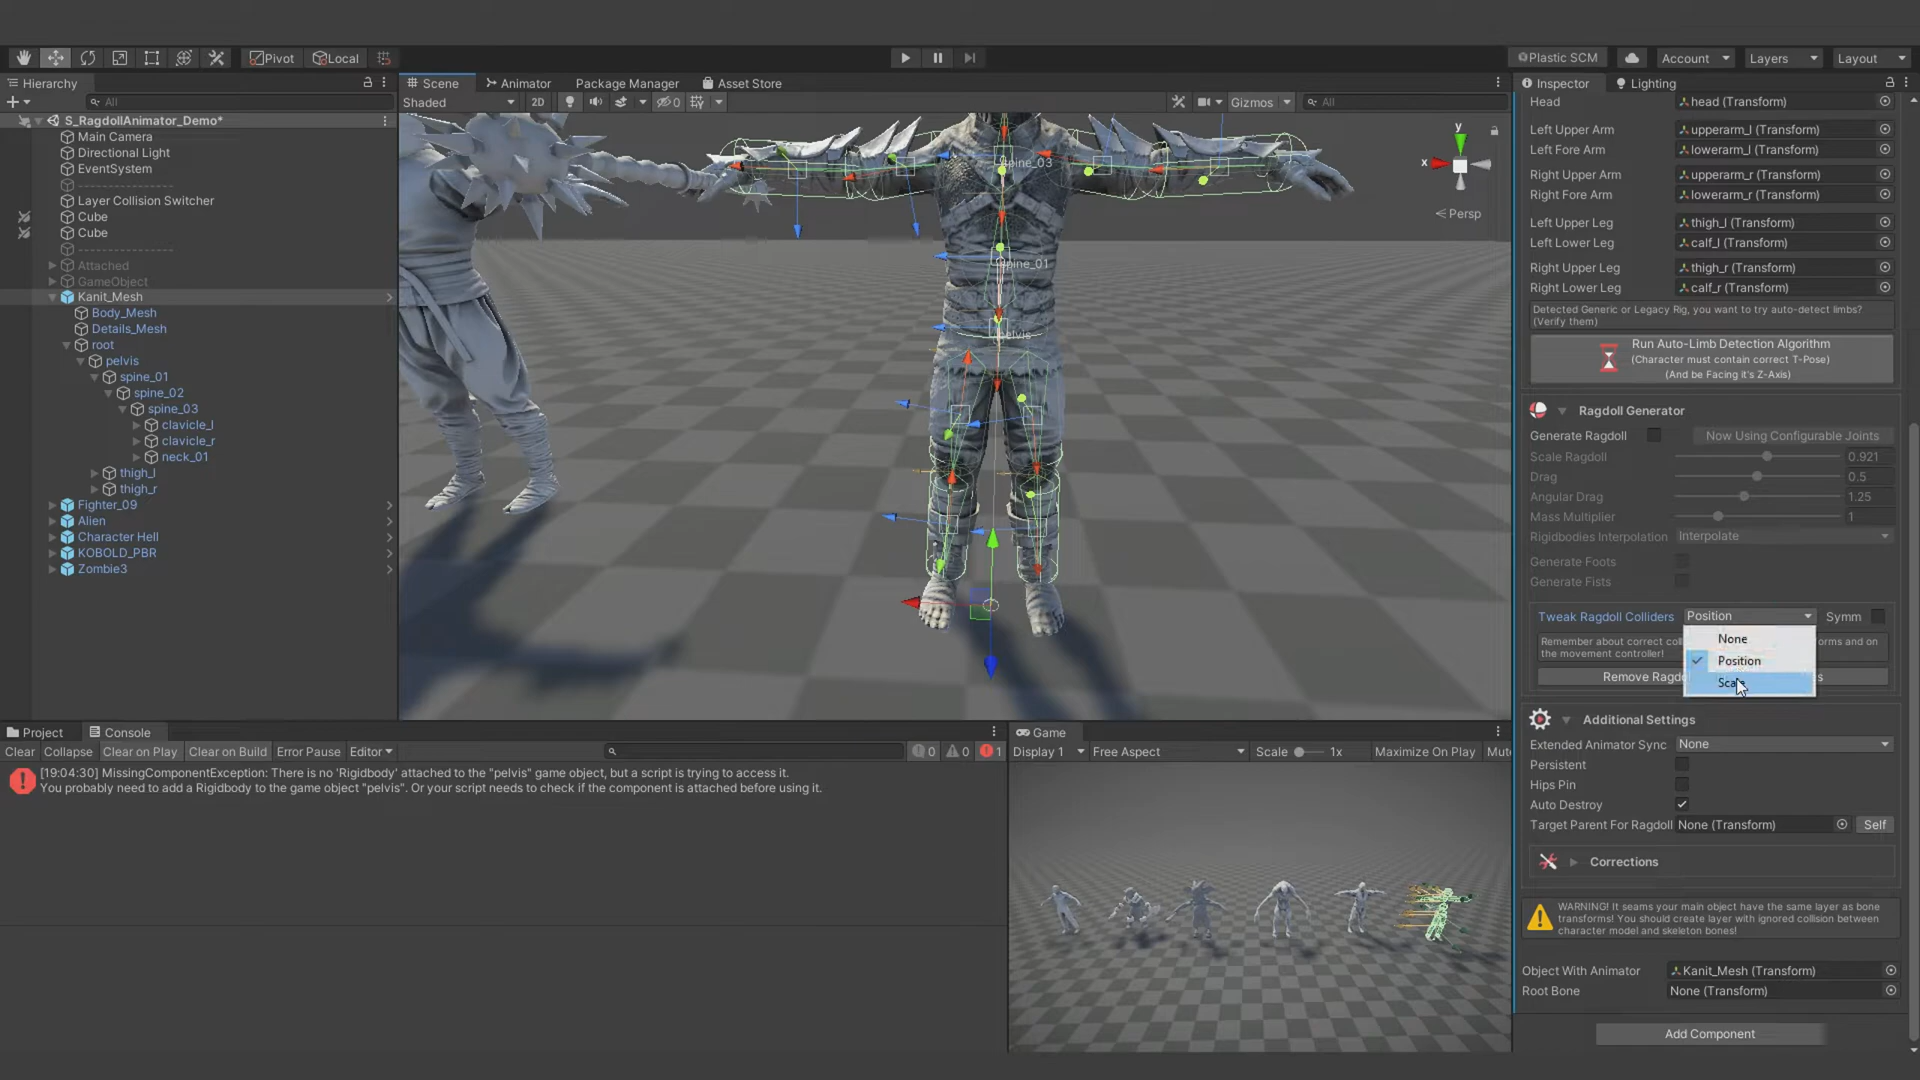 Pivot
Local
Plastic SCM
Account
Layers
Layout
Hierarchy
All
S_RagdollAnimator_Demo*
Main Camera
Directional Light
EventSystem
---------------
Layer Collision Switcher
Cube
Cube
---------------
Attached
GameObject
Kanit_Mesh
Body_Mesh
Details_Mesh
root
pelvis
spine_01
spine_02
spine_03
clavicle_l
clavicle_r
neck_01
thigh_l
thigh_r
Fighter_09
Alien
Character Hell
KOBOLD_PBR
Zombie3
Scene
Animator
Package Manager
Asset Store
Shaded
2D
0
Gizmos
All
spine_03
spine_01
pelvis
y
x
Persp
Inspector
Lighting
Head
head (Transform)
Left Upper Arm
upperarm_l (Transform)
Left Fore Arm
lowerarm_l (Transform)
Right Upper Arm
upperarm_r (Transform)
Right Fore Arm
lowerarm_r (Transform)
Left Upper Leg
thigh_l (Transform)
Left Lower Leg
calf_l (Transform)
Right Upper Leg
thigh_r (Transform)
Right Lower Leg
calf_r (Transform)
Detected Generic or Legacy Rig, you want to try auto-detect limbs?
(Verify them)
Run Auto-Limb Detection Algorithm
(Character must contain correct T-Pose)
(And be Facing it's Z-Axis)
Ragdoll Generator
Generate Ragdoll
Now Using Configurable Joints
Scale Ragdoll
0.921
Drag
0.5
Angular Drag
1.25
Mass Multiplier
1
Rigidbodies Interpolation
Interpolate
Generate Foots
Generate Fists
Tweak Ragdoll Colliders
Position
Symm
None
Position
Scale
Remember about correct
orms and on
the movement controller!
Remove
Additional Settings
Extended Animator Sync
None
Persistent
Hips Pin
Auto Destroy
Target Parent For Ragdoll
None (Transform)
Self
Corrections
WARNING! It seems your main object have the same layer as bone
transforms! You should create layer with ignored collision between
character model and skeleton bones!
Object With Animator
Kanit_Mesh (Transform)
Root Bone
None (Transform)
Add Component
Project
Console
Clear
Collapse
Clear on Play
Clear on Build
Error Pause
Editor
0
0
1
[19:04:30] MissingComponentException: There is no 'Rigidbody' attached to the "pelvis" game object, but a script is trying to access it.
You probably need to add a Rigidbody to the game object "pelvis". Or your script needs to check if the component is attached before using it.
Game
Display 1
Free Aspect
Scale
1x
Maximize On Play
Mut